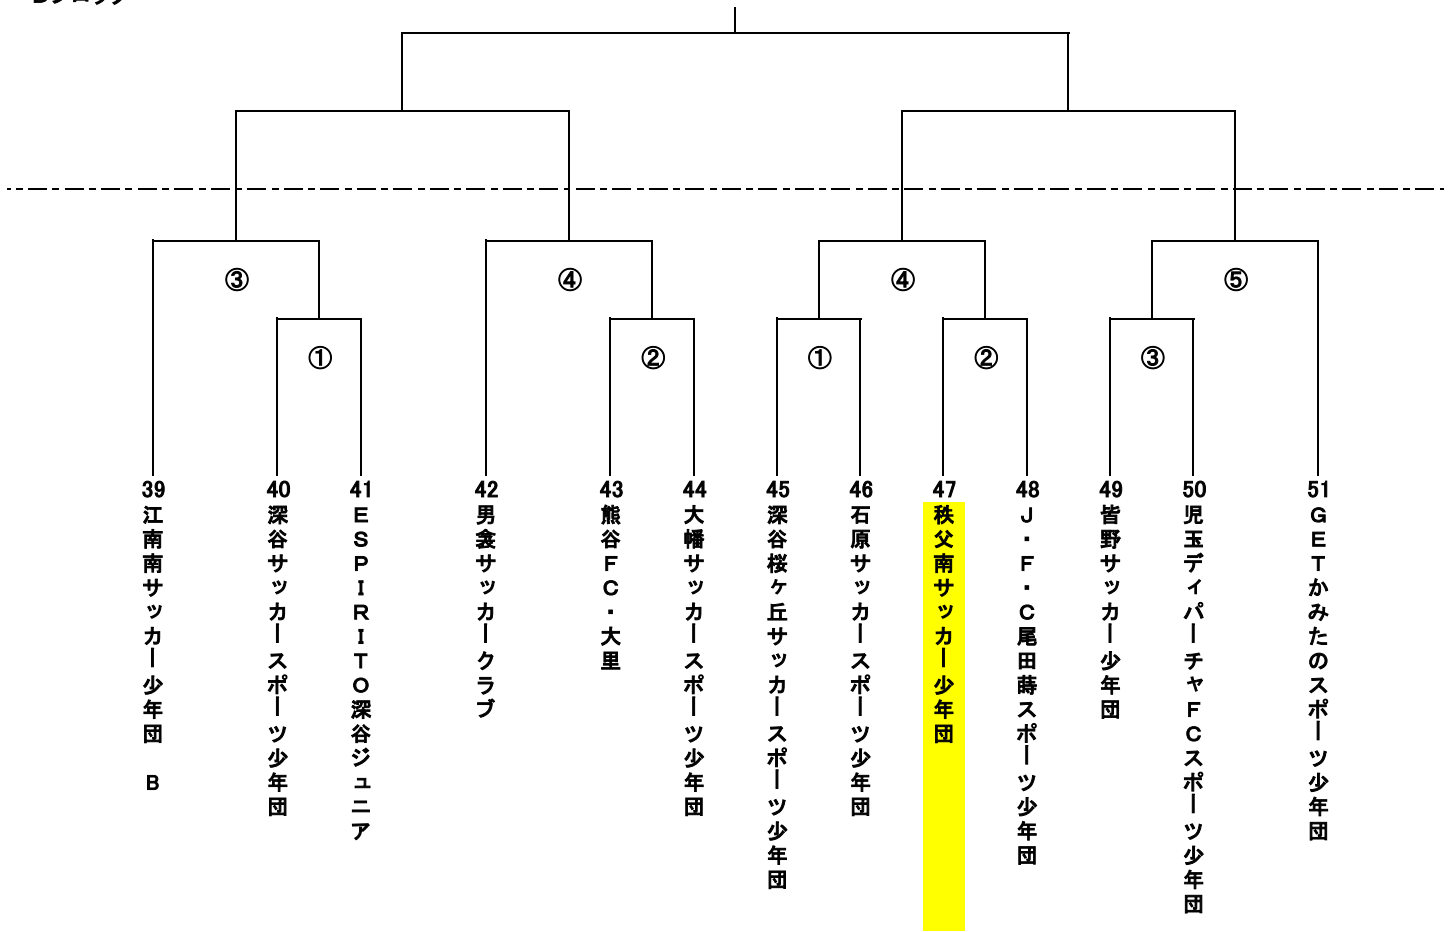 ③
④
④
⑤
①
②
①
②
③
39
江南南サッカー少年団 B
40
深谷サッカースポーツ少年団
41
ESPIRITO深谷ジュニア
42
男衾サッカークラブ
43
熊谷FC・大里
44
大幡サッカースポーツ少年団
45
深谷桜ヶ丘サッカースポーツ少年団
46
石原サッカースポーツ少年団
47
秩父南サッカー少年団
48
J・F・C尾田蒔スポーツ少年団
49
皆野サッカー少年団
50
児玉ディパーチャFCスポーツ少年団
51
GETかみたのスポーツ少年団